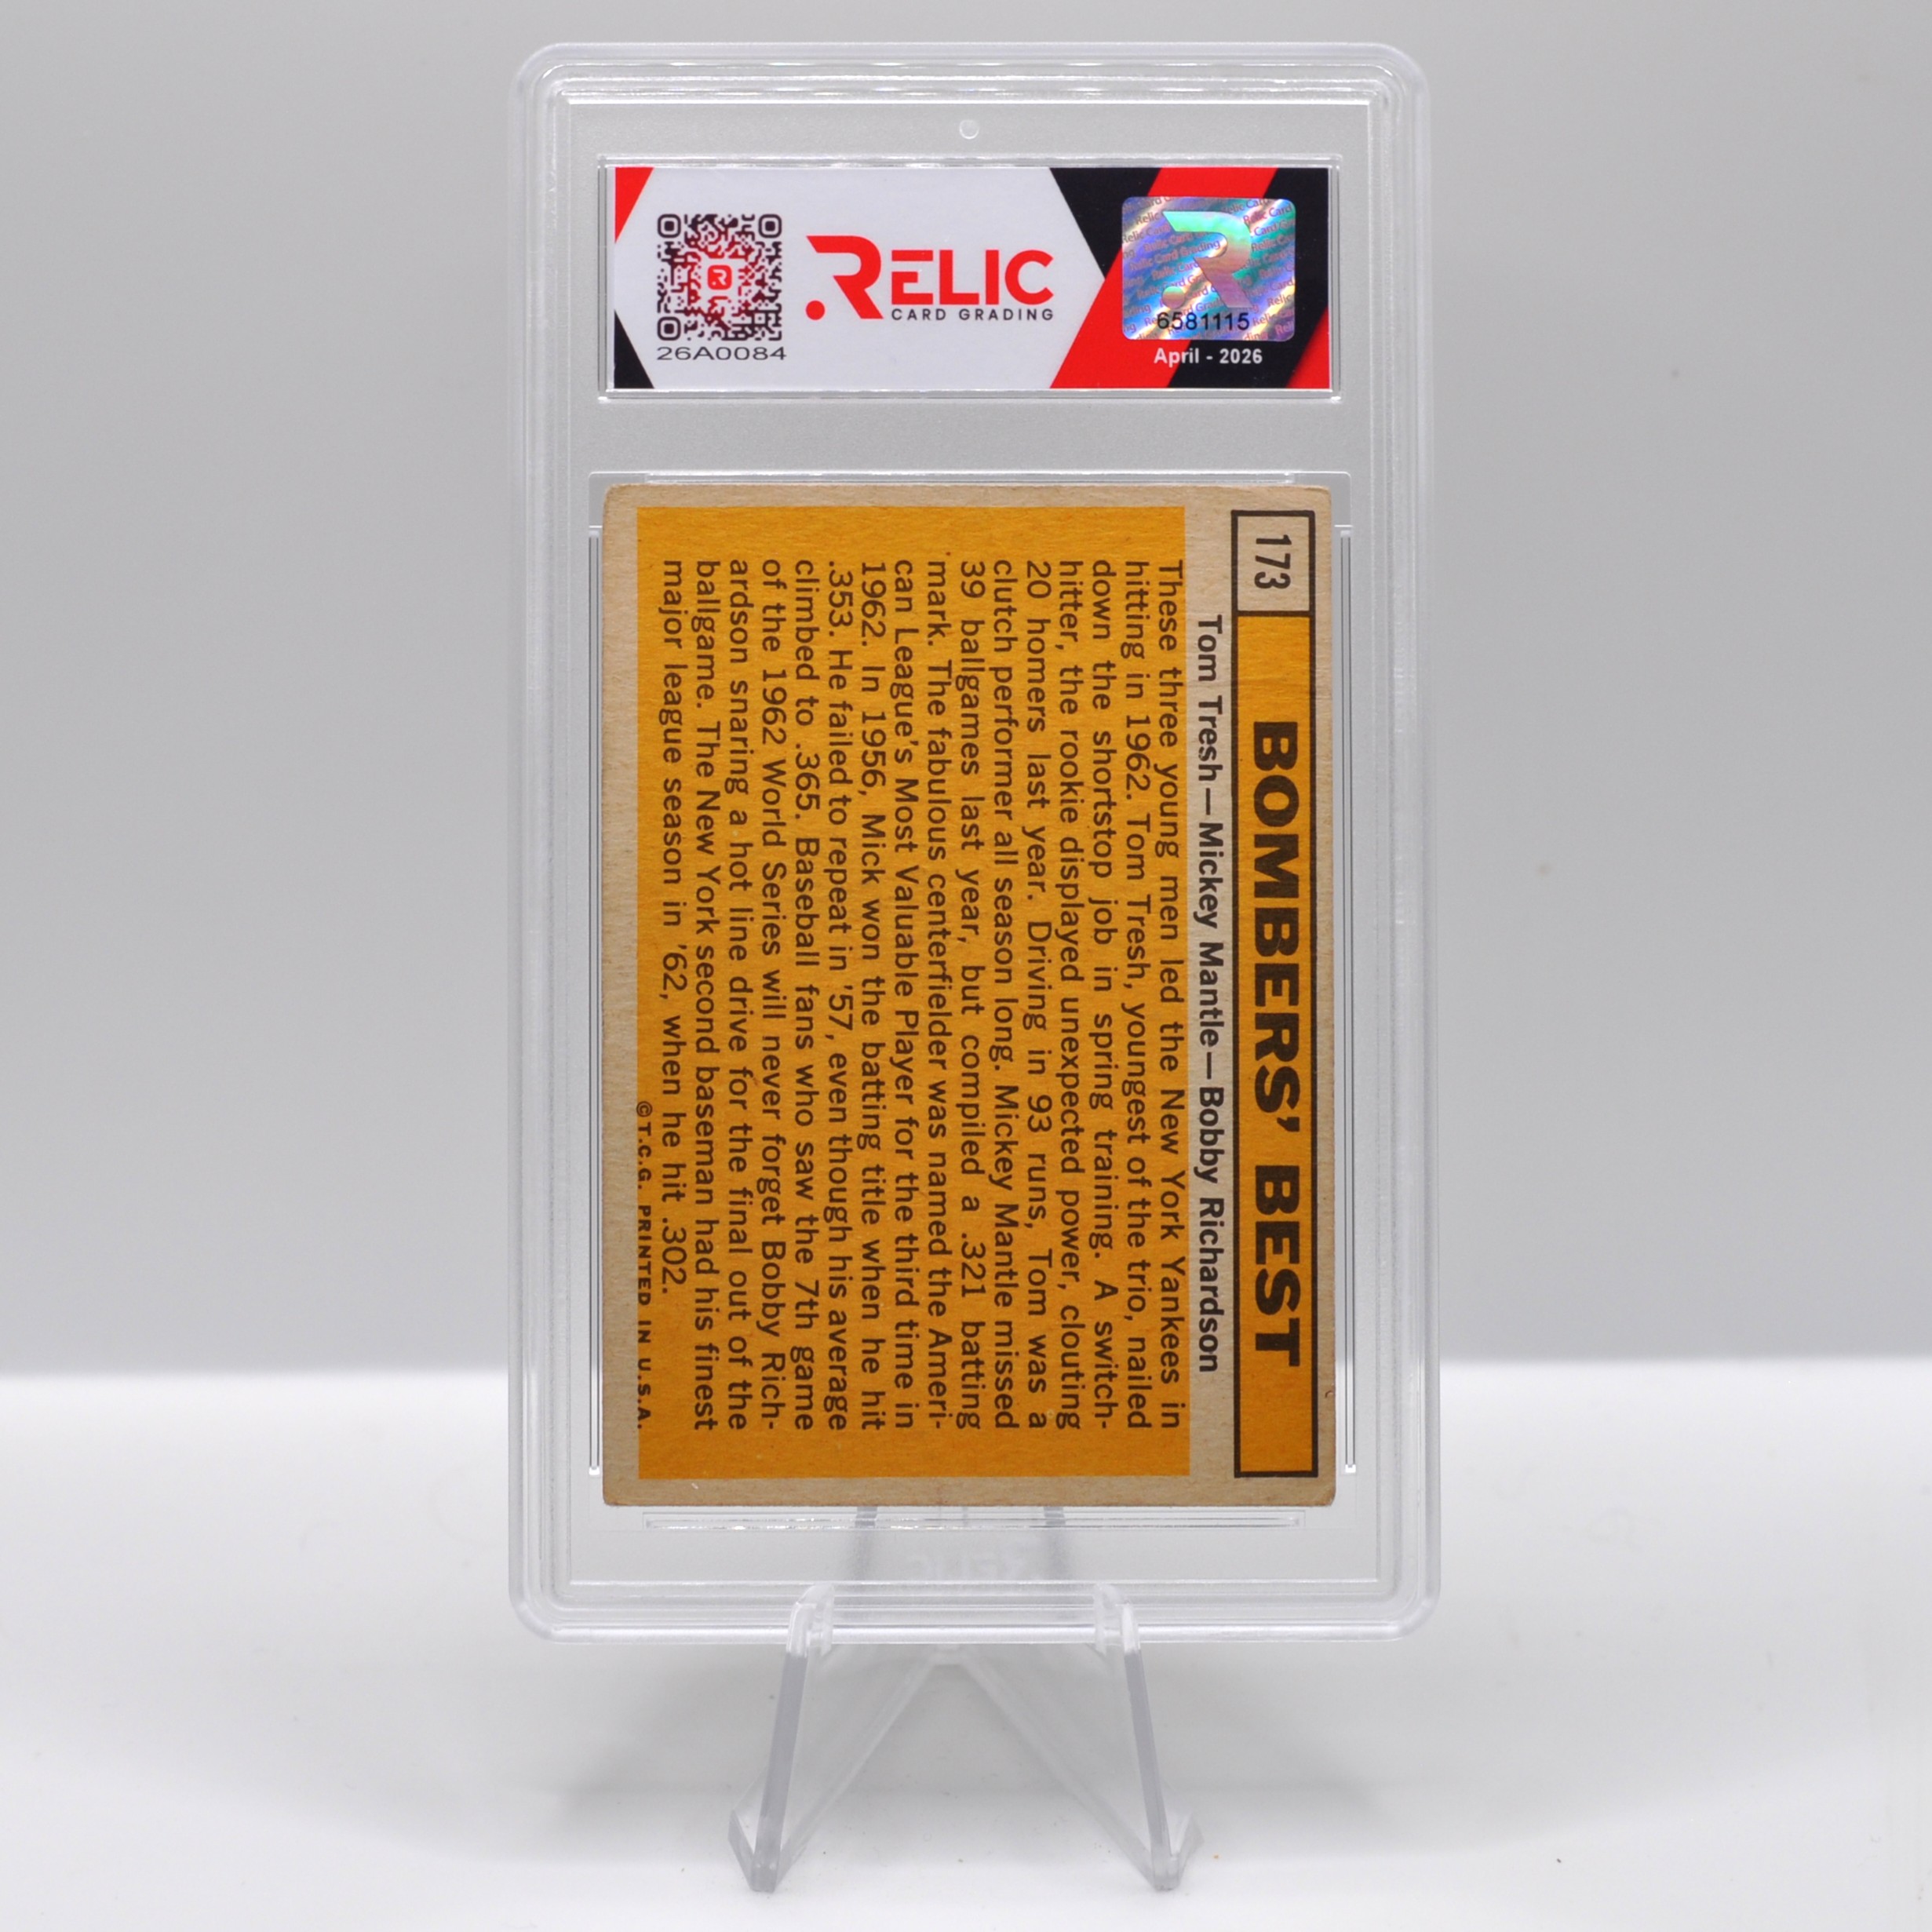 RELIC
CARD GRADING
26A0084
6581115
April - 2026
173
BOMBERS' BEST
Tom Tresh—Mickey Mantle—Bobby Richardson
These three young men led the New York Yankees in
hitting in 1962. Tom Tresh, youngest of the trio, nailed
down the shortstop job in spring training. A switch-
hitter, the rookie displayed unexpected power, clouting
20 homers last year. Driving in 93 runs, Tom was a
clutch performer all season long. Mickey Mantle missed
39 ballgames last year, but compiled a .321 batting
mark. The fabulous centerfielder was named the Ameri-
can League's Most Valuable Player for the third time in
1962. In 1956, Mick won the batting title when he hit
.353. He failed to repeat in '57, even though his average
climbed to .365. Baseball fans who saw the 7th game
of the 1962 World Series will never forget Bobby Rich-
ardson snaring a hot line drive for the final out of the
ballgame. The New York second baseman had his finest
major league season in '62, when he hit .302.
©T.C.G. PRINTED IN U.S.A.